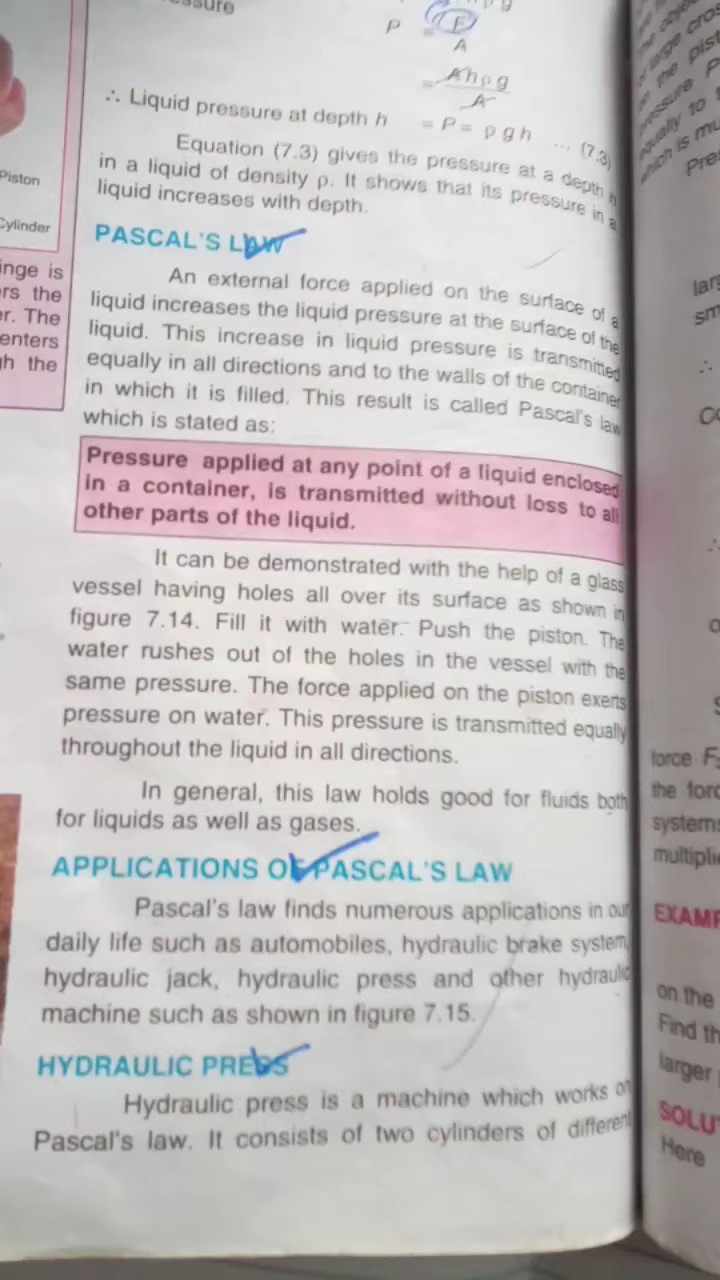 P = F
A
= Ahρg
A
∴ Liquid pressure at depth h = P = ρ g h ... (7.3)
Equation (7.3) gives the pressure at a depth h
in a liquid of density ρ. It shows that its pressure in a
liquid increases with depth.
PASCAL'S LAW
An external force applied on the surface of a
liquid increases the liquid pressure at the surface of the
liquid. This increase in liquid pressure is transmitted
equally in all directions and to the walls of the container
in which it is filled. This result is called Pascal's law
which is stated as:
Pressure applied at any point of a liquid enclosed
in a container, is transmitted without loss to all
other parts of the liquid.
It can be demonstrated with the help of a glass
vessel having holes all over its surface as shown in
figure 7.14. Fill it with water. Push the piston. The
water rushes out of the holes in the vessel with the
same pressure. The force applied on the piston exerts
pressure on water. This pressure is transmitted equally
throughout the liquid in all directions.
In general, this law holds good for fluids both
for liquids as well as gases.
APPLICATIONS OF PASCAL'S LAW
Pascal's law finds numerous applications in our
daily life such as automobiles, hydraulic brake system,
hydraulic jack, hydraulic press and other hydraulic
machine such as shown in figure 7.15.
HYDRAULIC PRESS
Hydraulic press is a machine which works on
Pascal's law. It consists of two cylinders of different
Piston
Cylinder
is
the
The
enters
the
force
the
on the
Find
larger
Here